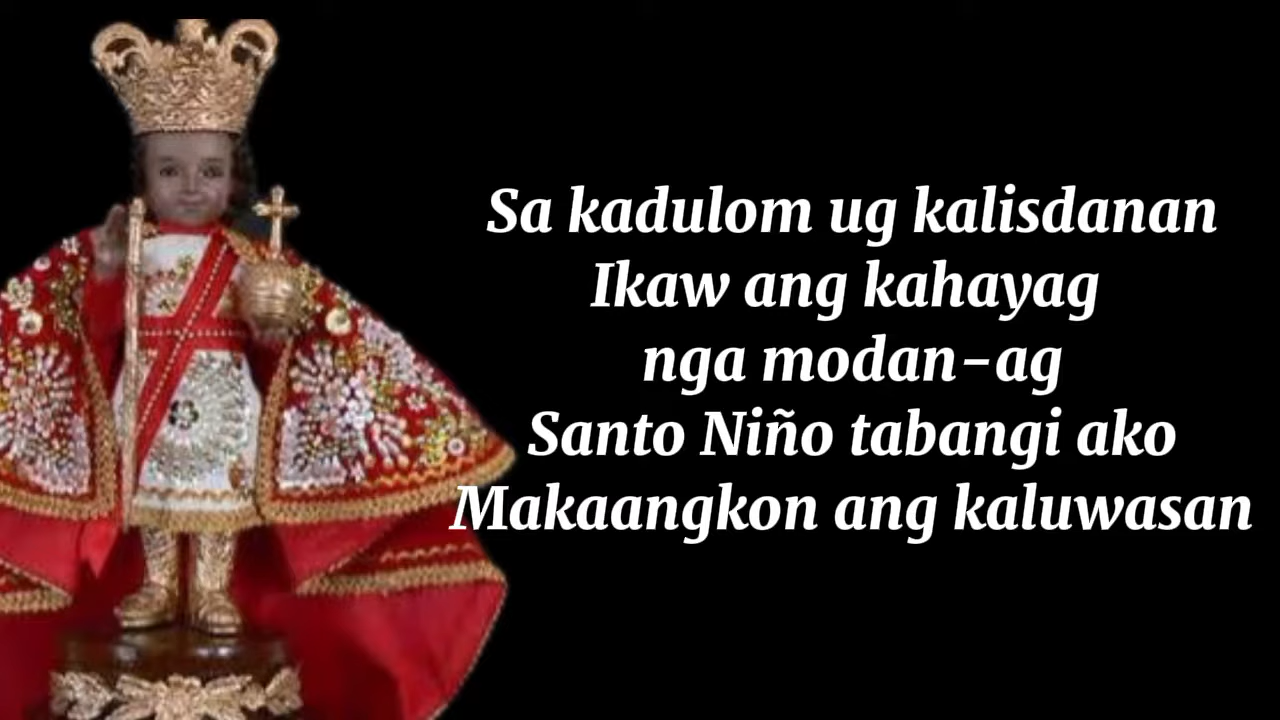 Sa kadulom ug kalisdanan
Ikaw ang kahayag
nga modan-ag
Santo Niño tabangi ako
Makaangkon ang kaluwasan